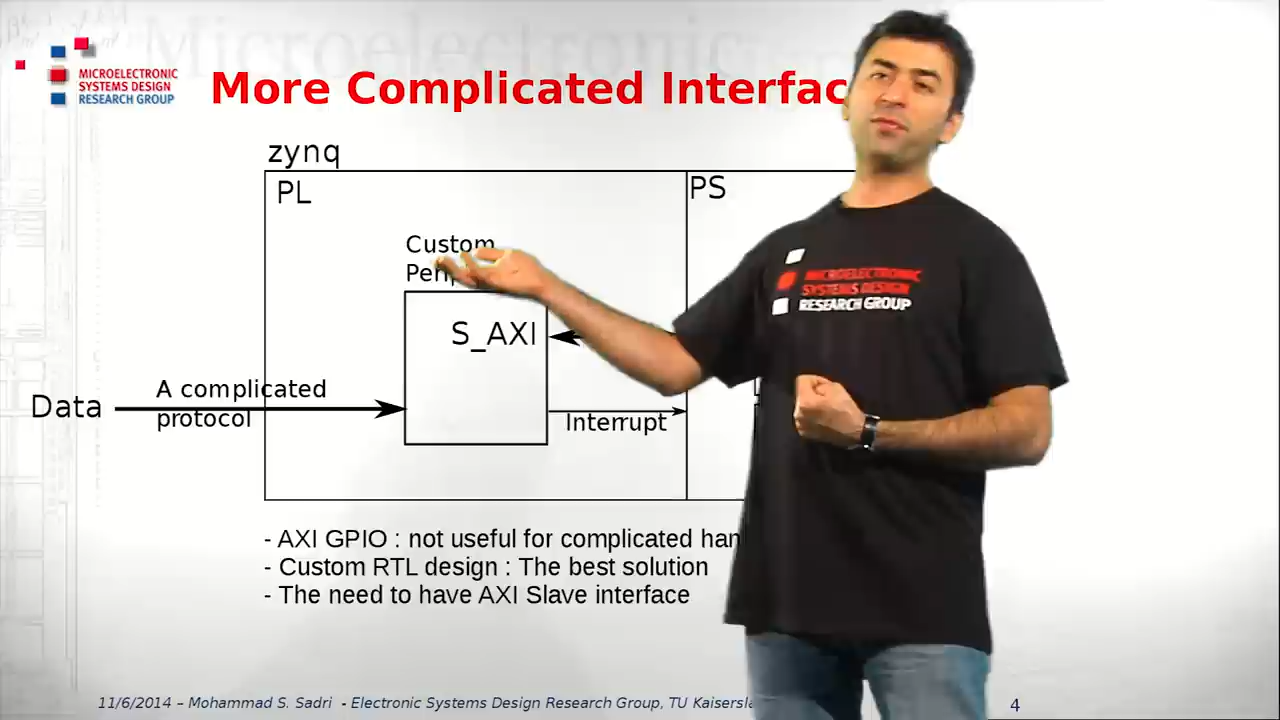 Microelectronic
MICROELECTRONIC
SYSTEMS DESIGN
RESEARCH GROUP
More Complicated Interfac
zynq
PL
PS
Custom
S_AXI
Data
A complicated
protocol
Interrupt
- AXI GPIO : not useful for complicated han
- Custom RTL design : The best solution
- The need to have AXI Slave interface
MICROELECTRONIC
SYSTEMS DESIGN
RESEARCH GROUP
11/6/2014 – Mohammad S. Sadri - Electronic Systems Design Research Group, TU Kaisersla
4